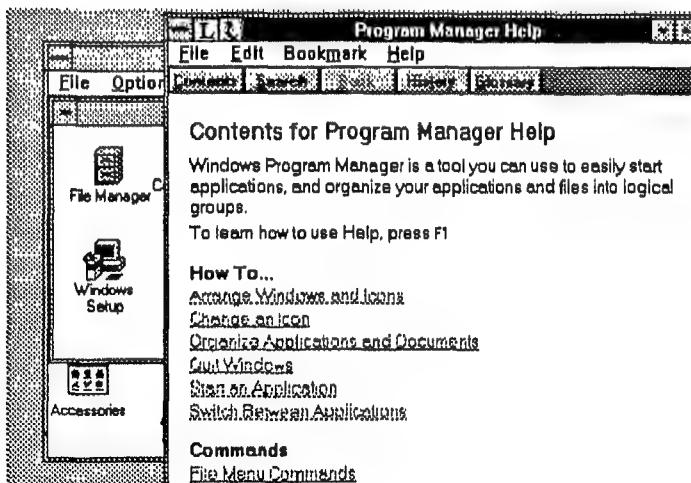 Program Manager Help
File Edit Bookmark Help
File Option
Contents Search Back History Glossary
Contents for Program Manager Help
Windows Program Manager is a tool you can use to easily start
applications, and organize your applications and files into logical
groups.
To learn how to use Help, press F1
File Manager
C
How To...
Arrange Windows and Icons
Change an Icon
Organize Applications and Documents
Quit Windows
Start an Application
Switch Between Applications
Windows
Setup
Accessories
Commands
File Menu Commands